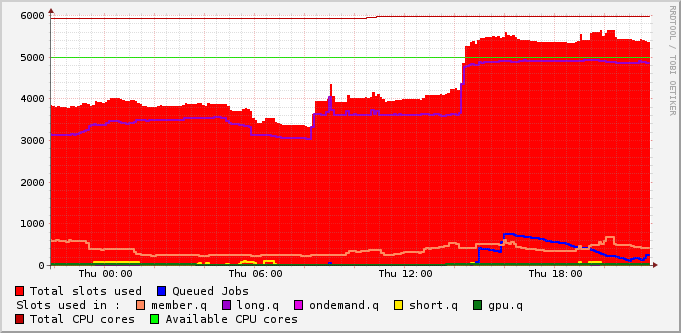 RRDTOOL / TOBI OETIKER
6000
5000
4000
3000
2000
1000
0
Thu 00:00 Thu 06:00 Thu 12:00 Thu 18:00
Total slots used Queued Jobs
Slots used in : member.q long.q ondemand.q short.q gpu.q
Total CPU cores Available CPU cores